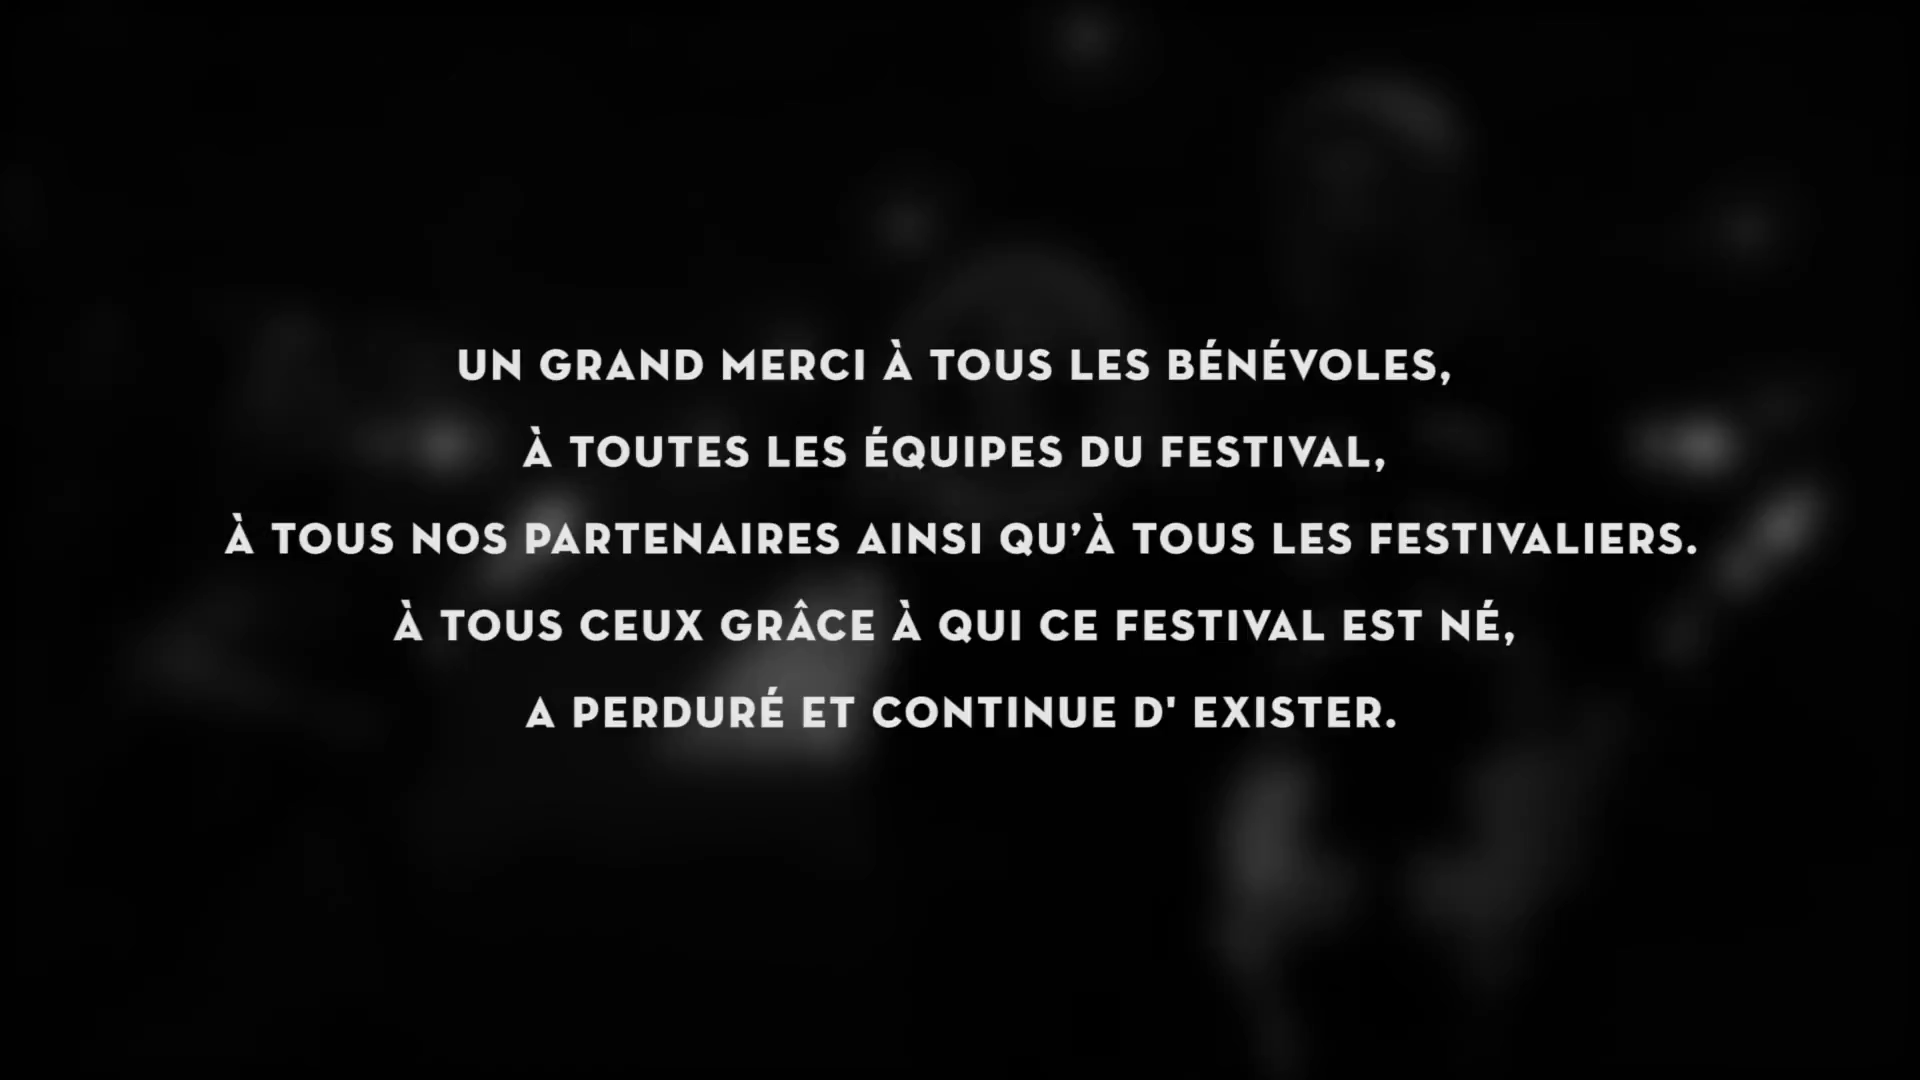 UN GRAND MERCI À TOUS LES BÉNÉVOLES,
À TOUTES LES ÉQUIPES DU FESTIVAL,
À TOUS NOS PARTENAIRES AINSI QU’À TOUS LES FESTIVALIERS.
À TOUS CEUX GRÂCE À QUI CE FESTIVAL EST NÉ,
A PERDURÉ ET CONTINUE D' EXISTER.